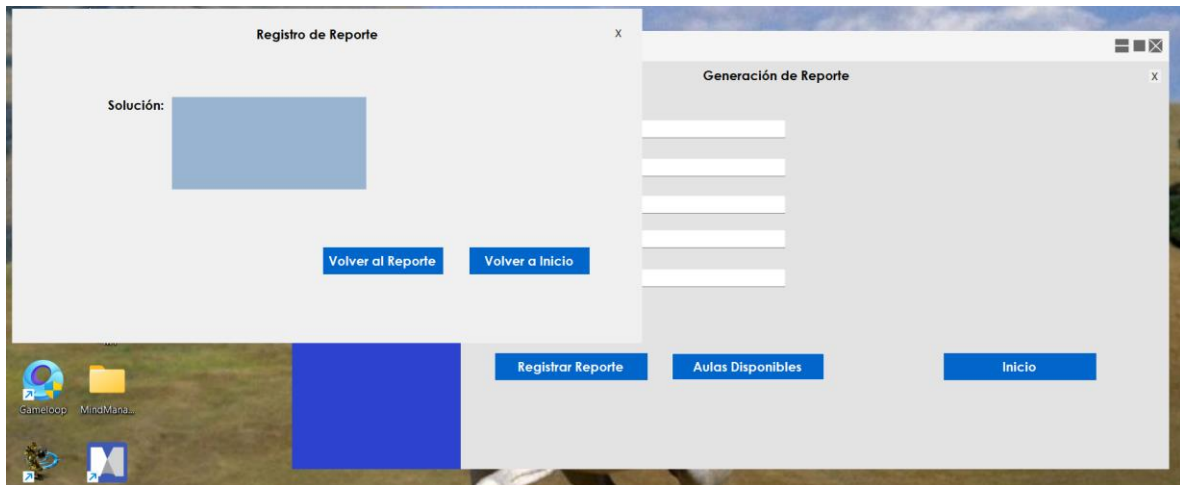 Registro de Reporte
X
Solución:
Volver al Reporte
Volver a Inicio
Generación de Reporte
X
Registrar Reporte
Aulas Disponibles
Inicio
Gameloop
MindMana...